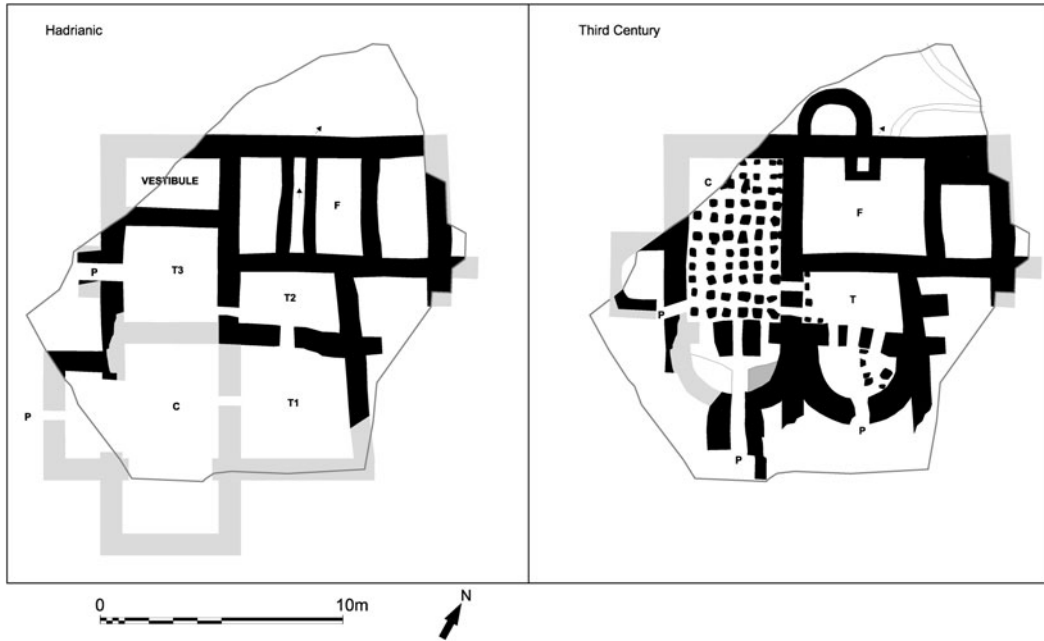 Hadrianic
VESTIBULE
F
P
T3
T2
P
C
T1
Third Century
C
F
P
T
P
P
0 10m
N